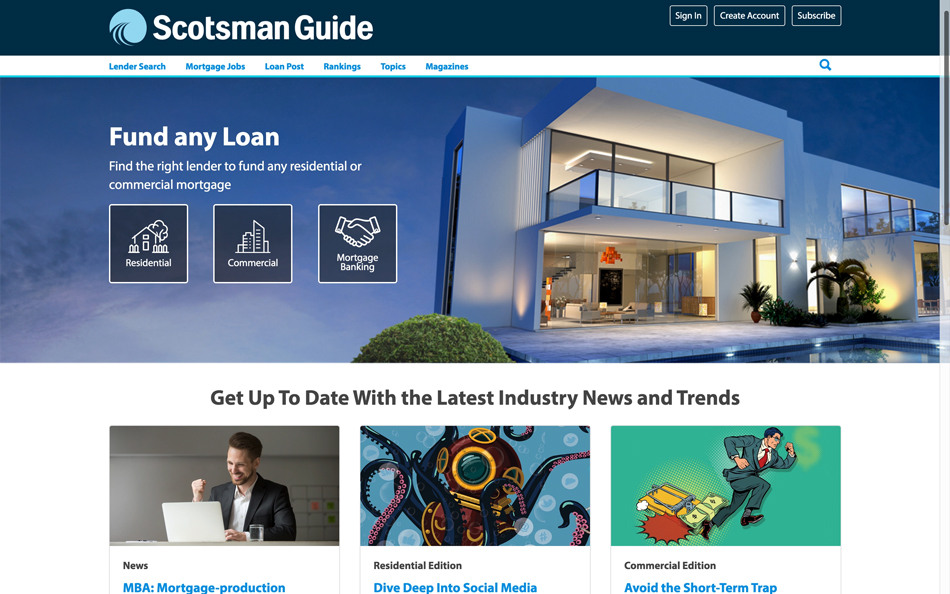 Scotsman Guide
Sign In
Create Account
Subscribe
Lender Search
Mortgage Jobs
Loan Post
Rankings
Topics
Magazines
Fund any Loan
Find the right lender to fund any residential or
commercial mortgage
Residential
Commercial
Mortgage
Banking
Get Up To Date With the Latest Industry News and Trends
News
MBA: Mortgage-production
Residential Edition
Dive Deep Into Social Media
Commercial Edition
Avoid the Short-Term Trap